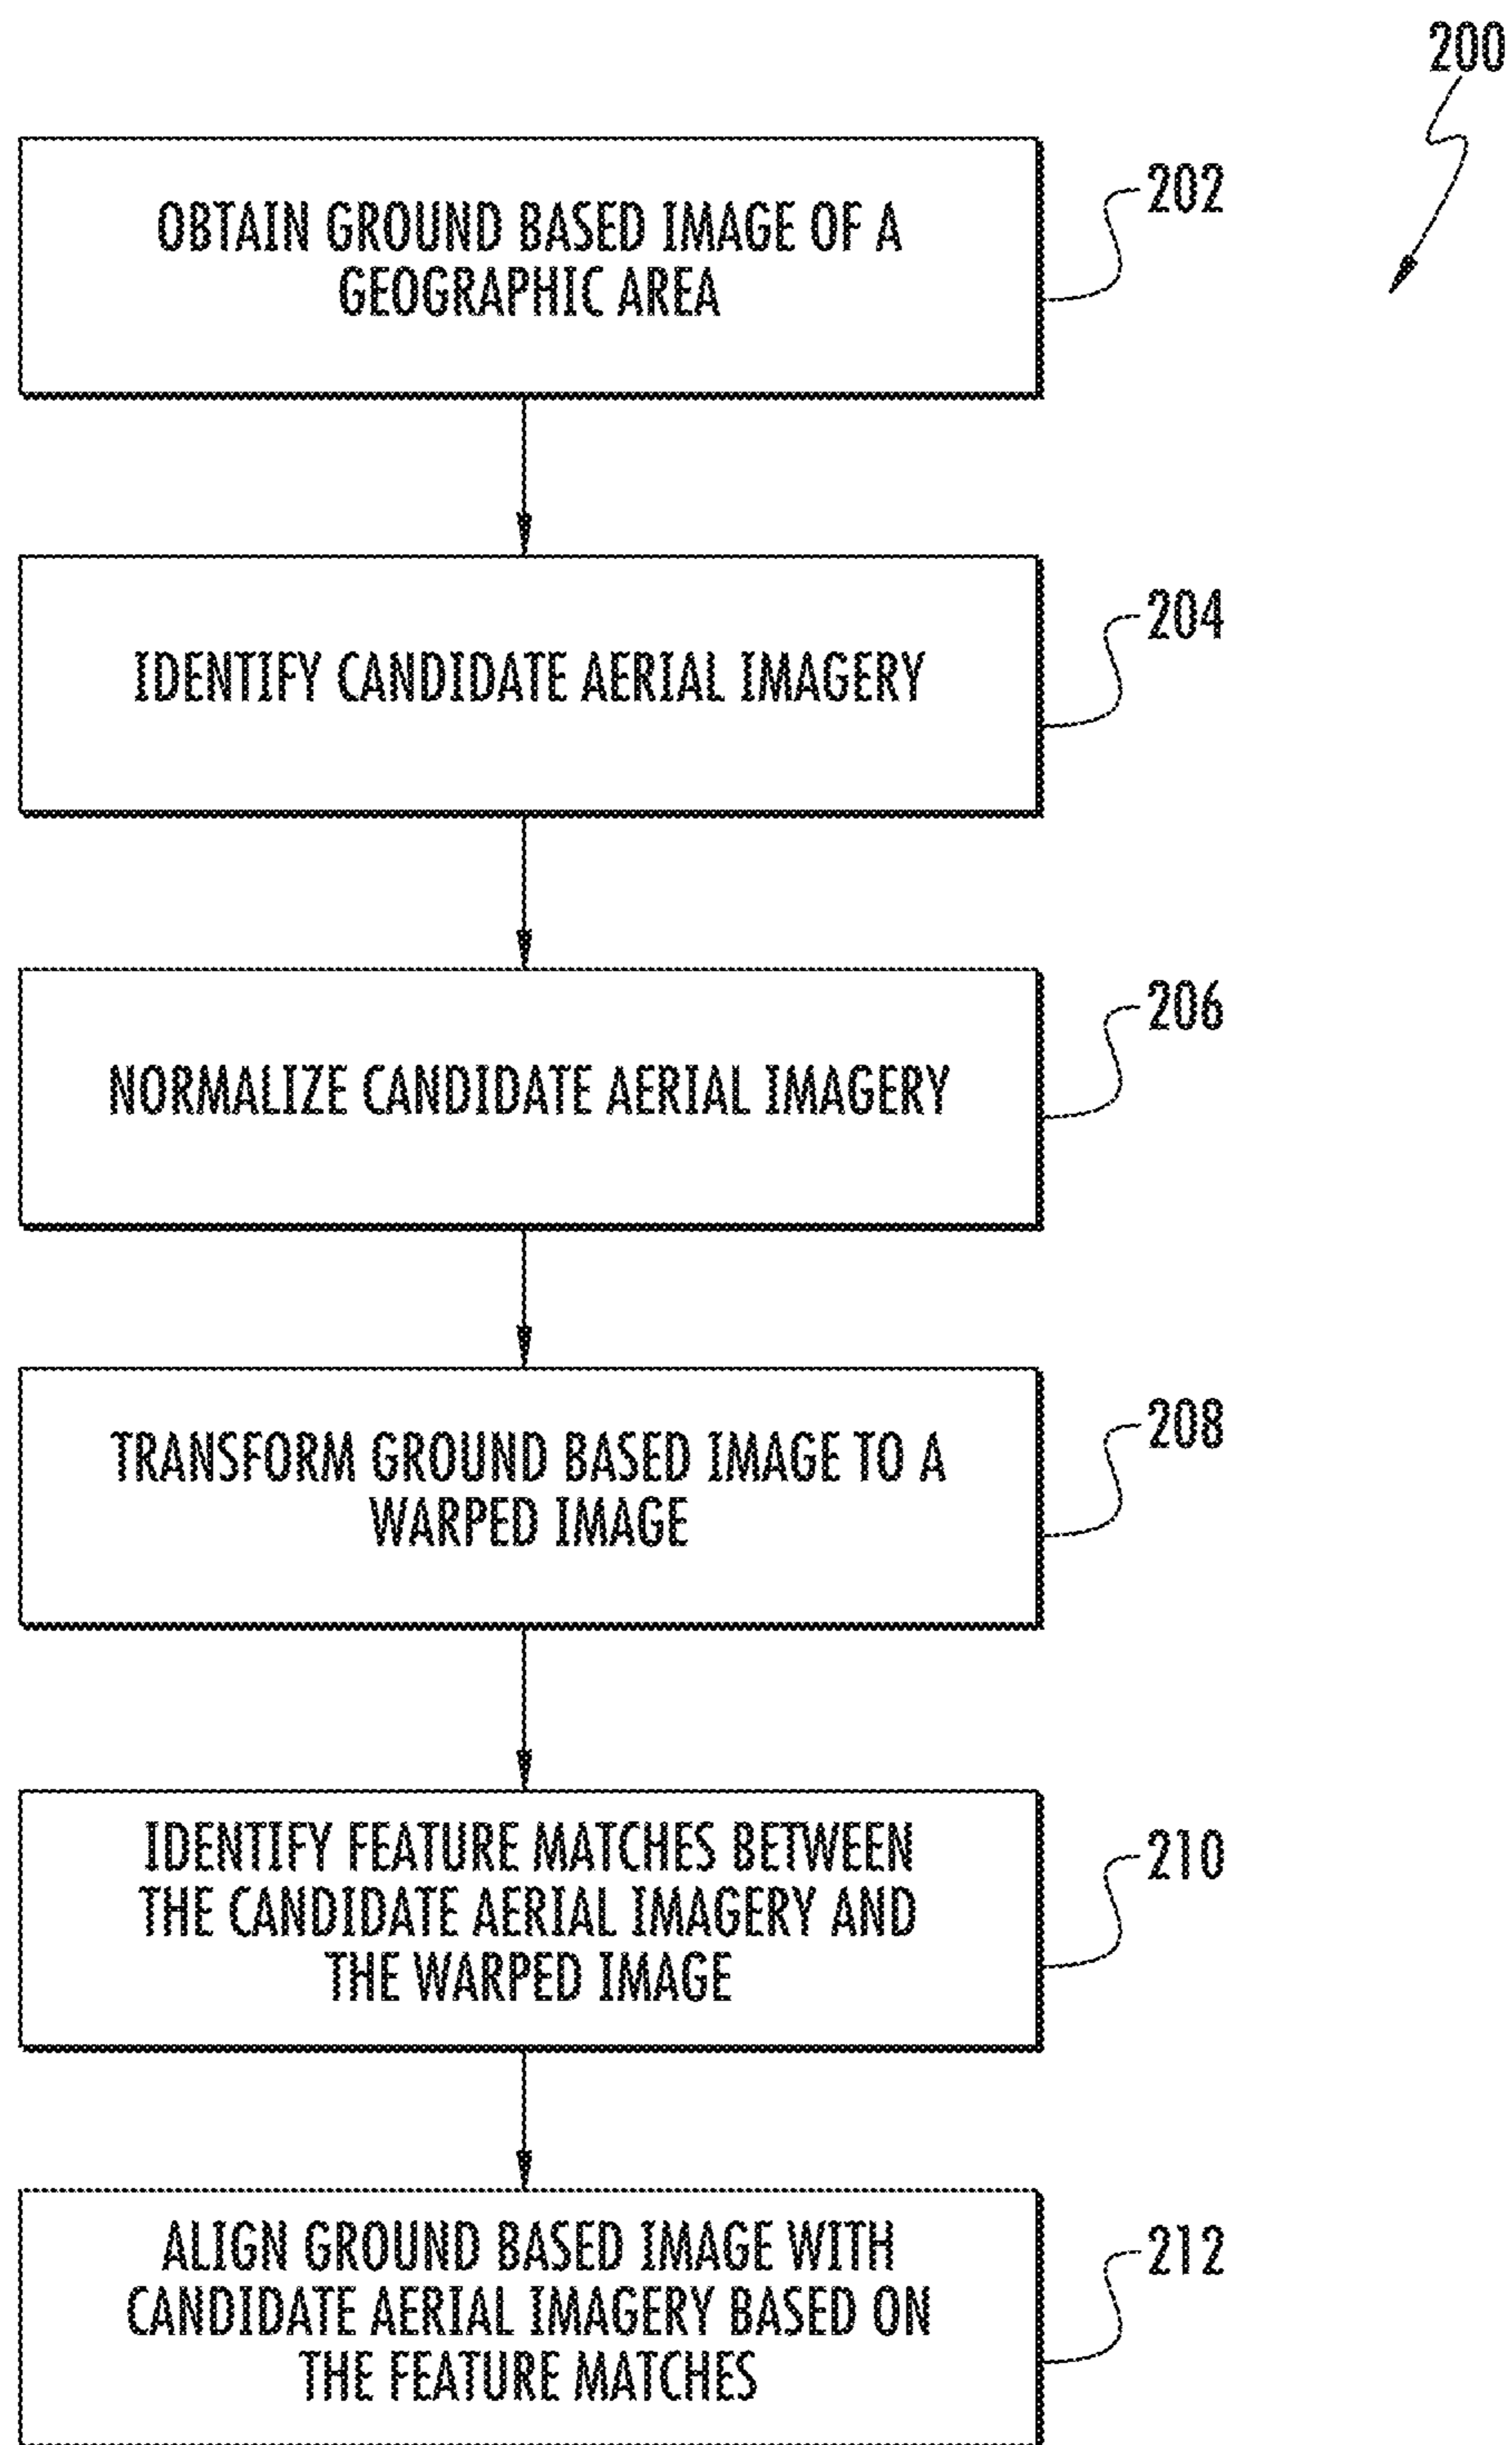 200
OBTAIN GROUND BASED IMAGE OF A
GEOGRAPHIC AREA
202
IDENTIFY CANDIDATE AERIAL IMAGERY
204
NORMALIZE CANDIDATE AERIAL IMAGERY
206
TRANSFORM GROUND BASED IMAGE TO A
WARPED IMAGE
208
IDENTIFY FEATURE MATCHES BETWEEN
THE CANDIDATE AERIAL IMAGERY AND
THE WARPED IMAGE
210
ALIGN GROUND BASED IMAGE WITH
CANDIDATE AERIAL IMAGERY BASED ON
THE FEATURE MATCHES
212